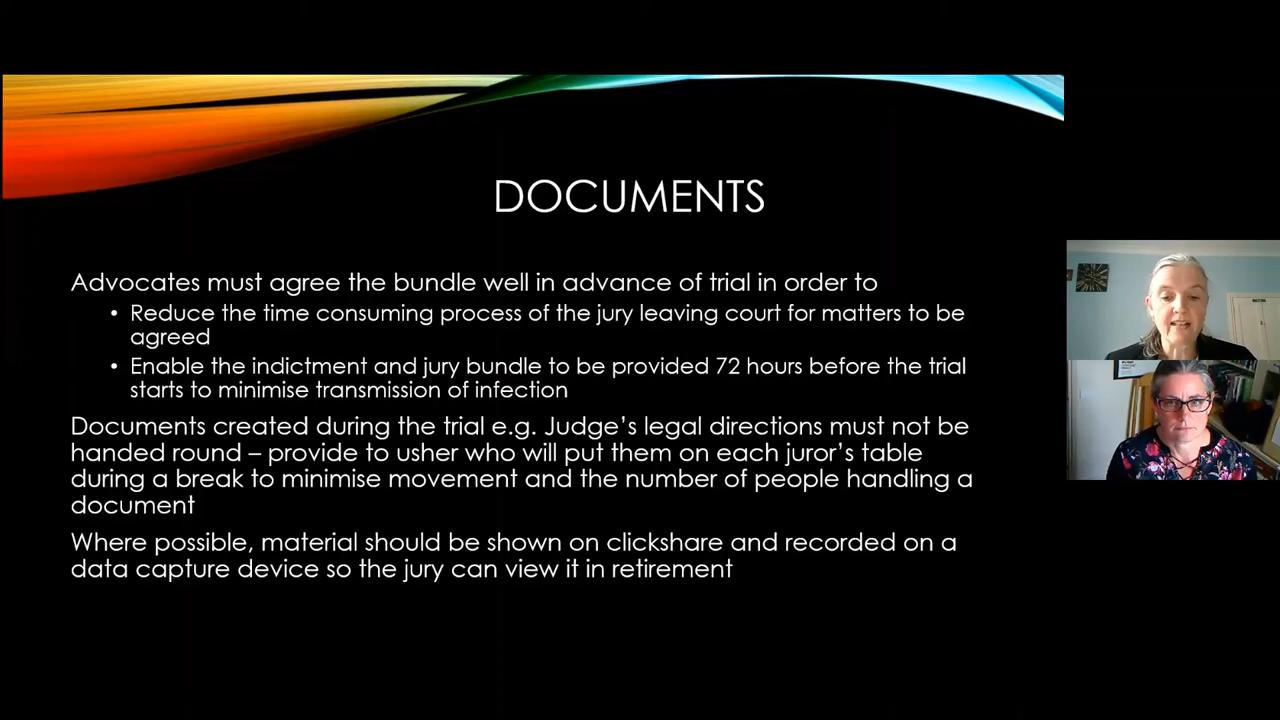 DOCUMENTS
Advocates must agree the bundle well in advance of trial in order to
• Reduce the time consuming process of the jury leaving court for matters to be
agreed
• Enable the indictment and jury bundle to be provided 72 hours before the trial
starts to minimise transmission of infection
Documents created during the trial e.g. Judge’s legal directions must not be
handed round – provide to usher who will put them on each juror’s table
during a break to minimise movement and the number of people handling a
document
Where possible, material should be shown on clickshare and recorded on a
data capture device so the jury can view it in retirement